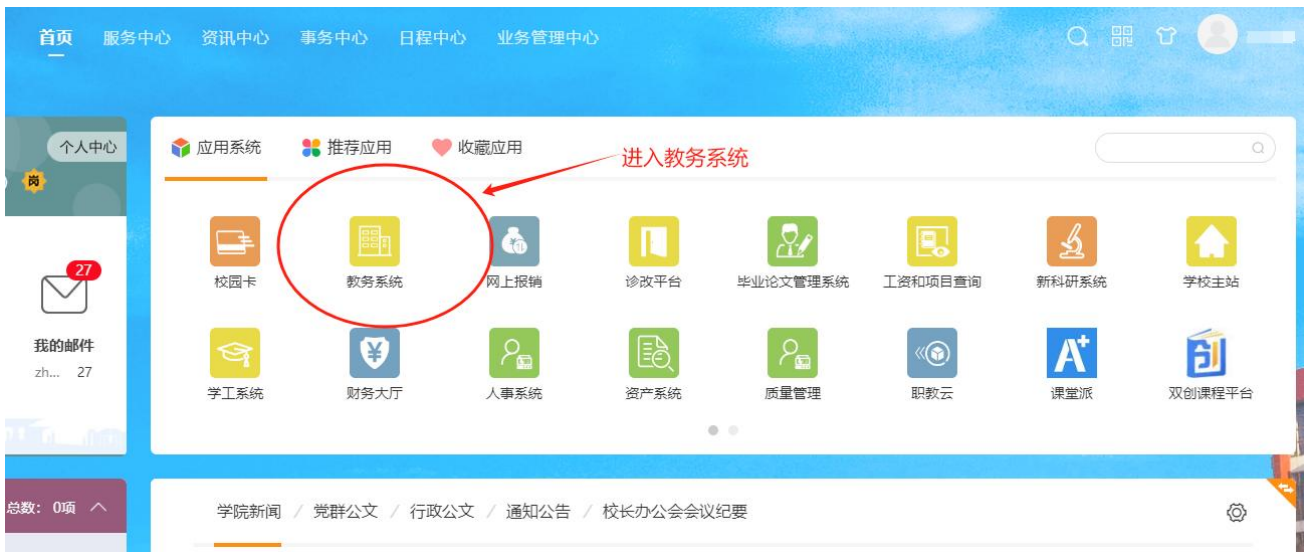 首页 服务中心 资讯中心 事务中心 日程中心 业务管理中心
个人中心
岗
27
我的邮件
zh... 27
总数: 0项
应用系统 推荐应用 收藏应用
进入教务系统
校园卡 教务系统 网上报销 诊改平台 毕业论文管理系统 工资和项目查询 新科研系统 学校主站
学工系统 财务大厅 人事系统 资产系统 质量管理 职教云 课堂派 双创课程平台
学院新闻 / 党群公文 / 行政公文 / 通知公告 / 校长办公会会议纪要